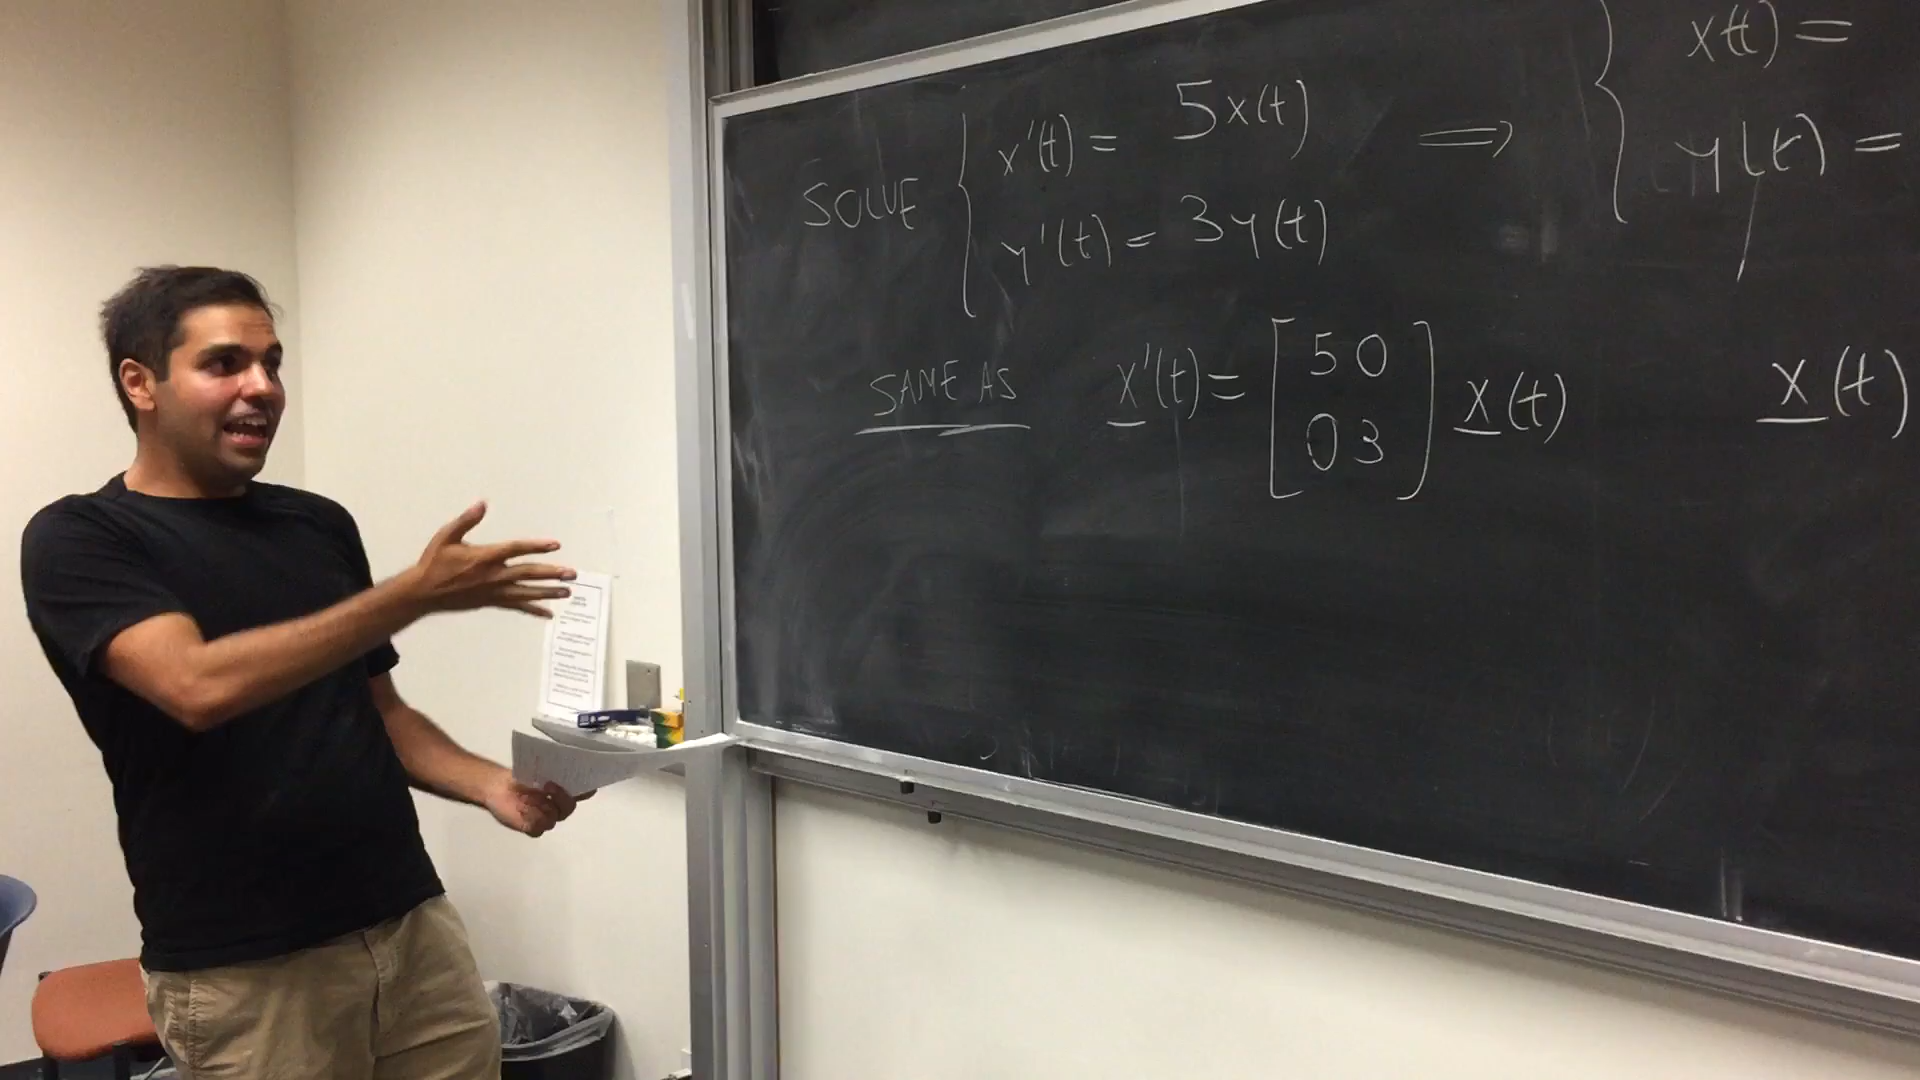 SOLVE { x'(t) = 5x(t) ⟹ { x(t) =
y'(t) = 3y(t) y(t) =
SAME AS x'(t) = [ 5 0 x(t) x(t)
0 3 ]